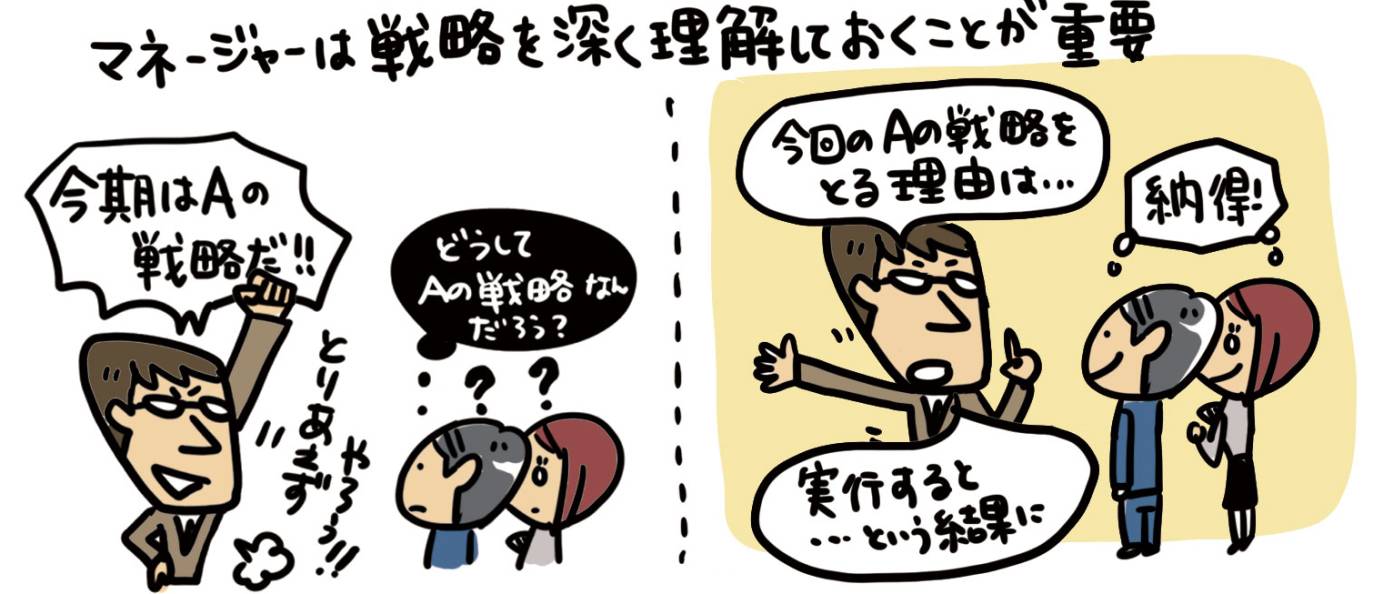 マネージャーは戦略を深く理解しておくことが重要
今期はAの
戦略だ!!
とりあえず
やろう!!
どうして
Aの戦略なん
だろう?
? ?
今回のAの戦略を
とる理由は…
納得!
実行すると
…という結果に